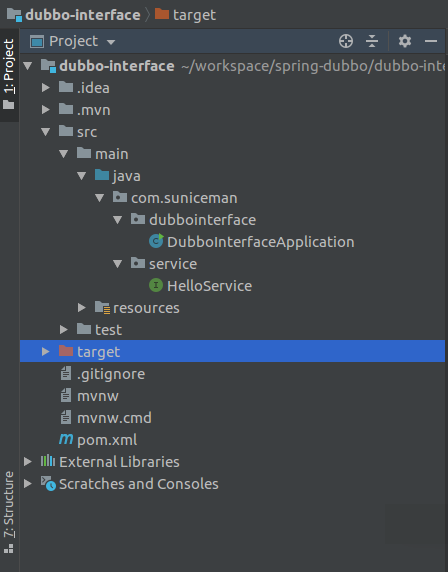 dubbo-interface target
1: Project
Project
dubbo-interface ~/workspace/spring-dubbo/dubbo-inte
.idea
.mvn
src
main
java
com.suniceman
dubbointerface
DubboInterfaceApplication
service
HelloService
resources
test
target
.gitignore
mvnw
mvnw.cmd
pom.xml
External Libraries
Scratches and Consoles
7: Structure